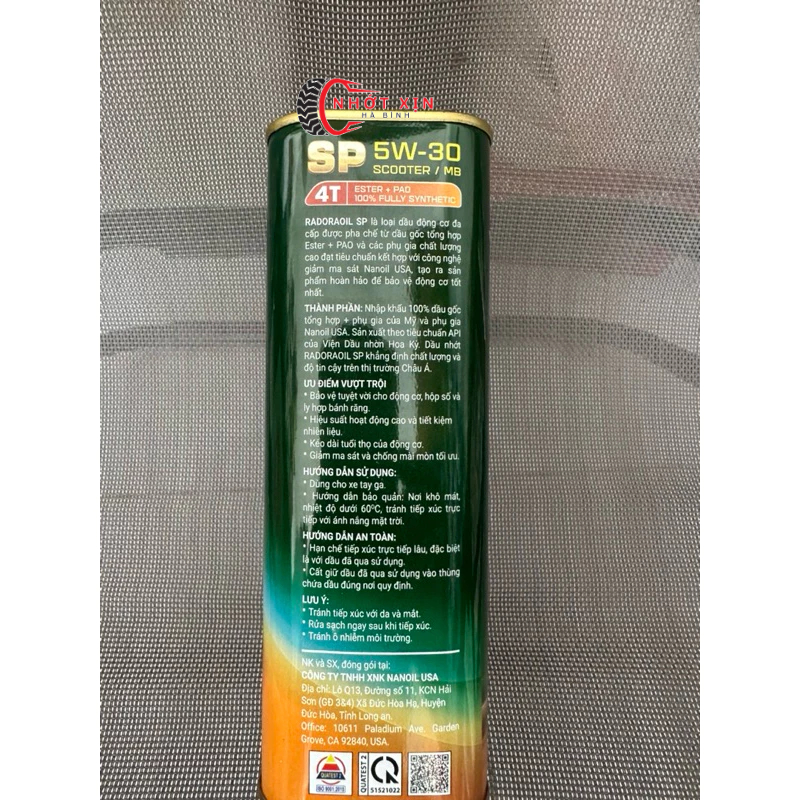 NHỚT XỊN
HÀ BÌNH
SP 5W-30
SCOOTER / MB
4T ESTER + PAO
100% FULLY SYNTHETIC
RADORAOIL SP là loại dầu động cơ đa
cấp được pha chế từ dầu gốc tổng hợp
Ester + PAO và các phụ gia chất lượng
cao đạt tiêu chuẩn kết hợp với công nghệ
giảm ma sát Nanoil USA, tạo ra sản
phẩm hoàn hảo để bảo vệ động cơ tốt
nhất.
THÀNH PHẦN: Nhập khẩu 100% dầu gốc
tổng hợp + phụ gia của Mỹ và phụ gia
Nanoil USA. Sản xuất theo tiêu chuẩn API
của Viện Dầu nhờn Hoa Kỳ. Dầu nhớt
RADORAOIL SP khẳng định chất lượng và
độ tin cậy trên thị trường Châu Á.
ƯU ĐIỂM VƯỢT TRỘI
* Bảo vệ tuyệt vời cho động cơ, hộp số và
ly hợp bánh răng.
* Hiệu suất hoạt động cao và tiết kiệm
nhiên liệu.
* Kéo dài tuổi thọ của động cơ.
* Giảm ma sát và chống mài mòn tối ưu.
HƯỚNG DẪN SỬ DỤNG:
* Dùng cho xe tay ga.
* Hướng dẫn bảo quản: Nơi khô mát,
nhiệt độ dưới 60⁰C, tránh tiếp xúc trực
tiếp với ánh nắng mặt trời.
HƯỚNG DẪN AN TOÀN:
* Hạn chế tiếp xúc trực tiếp lâu, đặc biệt
là với dầu đã qua sử dụng.
* Cất giữ dầu đã qua sử dụng vào thùng
chứa dầu đúng nơi quy định.
LƯU Ý:
* Tránh tiếp xúc với da và mắt.
* Rửa sạch ngay sau khi tiếp xúc.
* Tránh ô nhiễm môi trường.
NK và SX, đóng gói tại:
CÔNG TY TNHH XNK NANOIL USA
Địa chỉ: Lô Q13, Đường số 11, KCN Hải
Sơn (GĐ 3&4) Xã Đức Hòa Hạ, Huyện
Đức Hòa, Tỉnh Long an.
Office: 10611 Paladium Ave. Garden
Grove, CA 92840, USA.
QUATEST 2
ISO 9001:2015
QUATEST 2
51521022